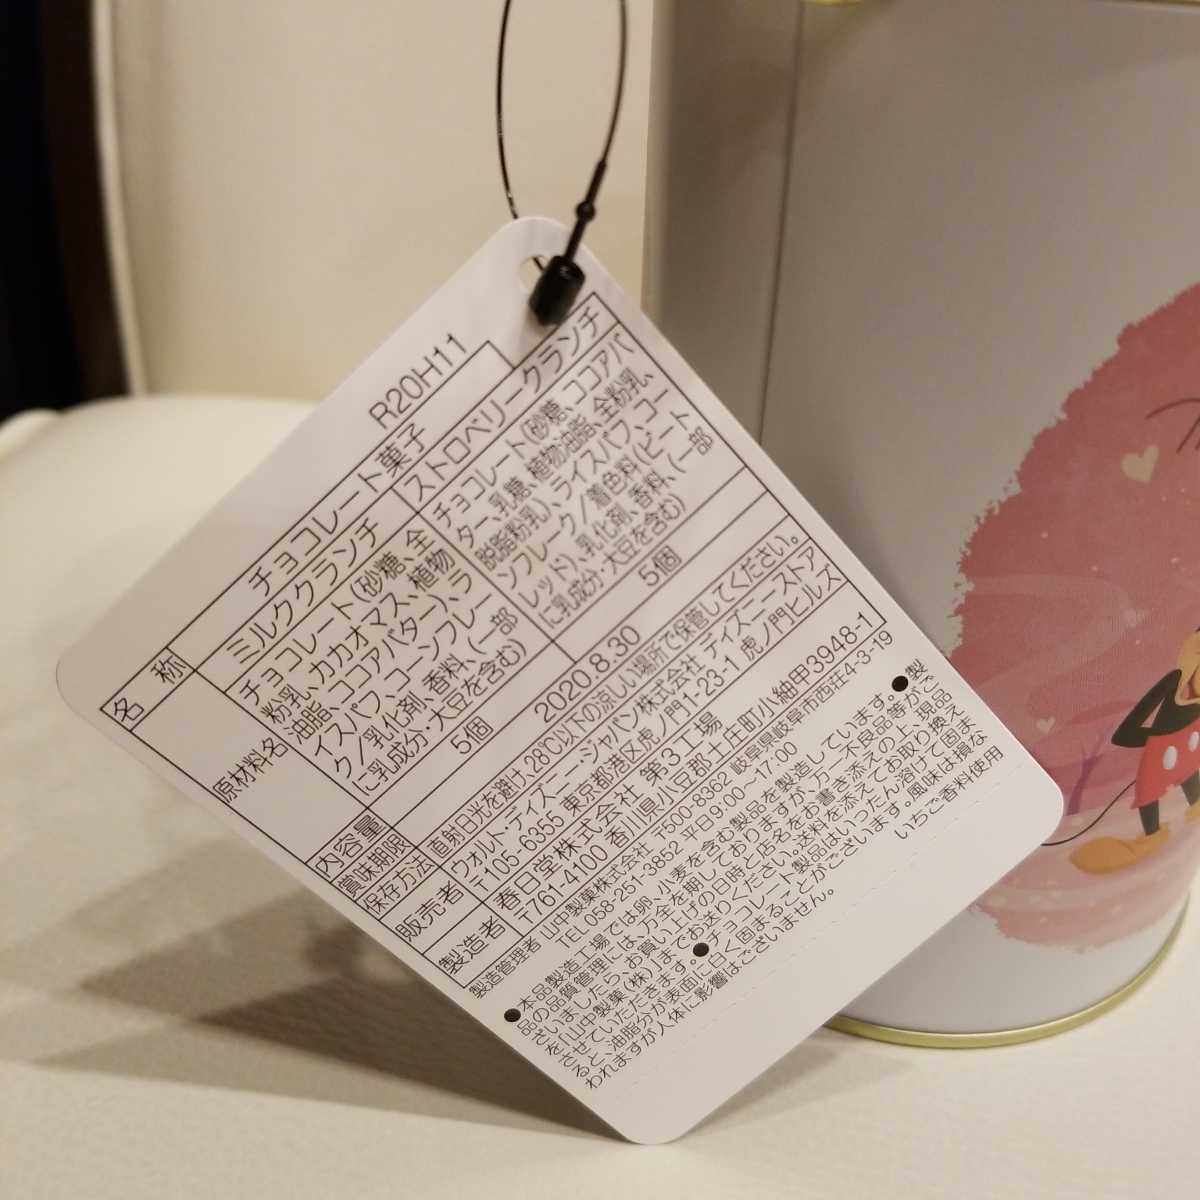 R20H11
名称
チョコレート菓子
ミルククランチ
ストロベリークランチ
原材料名
チョコレート(砂糖、全
粉乳、カカオマス、植物
油脂、ココアバター)、ラ
イスパフ、コーンフレー
ク／乳化剤、香料、(一部
に乳成分・大豆を含む)
チョコレート(砂糖、ココアバ
ター、乳糖、植物油脂、全粉乳、
脱脂粉乳)、ライスパフ、コー
ンフレーク／着色料(ビート
レッド)、乳化剤、香料、(一部
に乳成分・大豆を含む)
内容量
5個
5個
賞味期限
2020.8.30
保存方法
直射日光を避け、28℃以下の涼しい場所で保管してください。
販売者
ウォルト・ディズニー・ジャパン株式会社 ディズニーストア
〒105-6355 東京都港区虎ノ門1-23-1 虎ノ門ヒルズ
製造者
春日堂株式会社 第3工場
〒761-4100 香川県小豆郡土庄町小紬甲3948-1
製造管理者 山中製菓株式会社 〒500-8362 岐阜県岐阜市西荘4-3-19
TEL058-251-3852 平日9:00〜17:00
●本品製造工場では卵、小麦を含む製品を製造しています。●製
品の品質管理には、万全を期しておりますが、万一不良品等がご
ざいましたら、お買い上げの日時と店名をお書き添えの上、現品
を山中製菓(株)までお送りください。送料を添えてお取り換え
させていただきます。●チョコレート製品はいったん溶けて固ま
ると、油脂分が表面に白く固まることがございます。風味は損な
われますが人体に影響はございません。
いちご香料使用